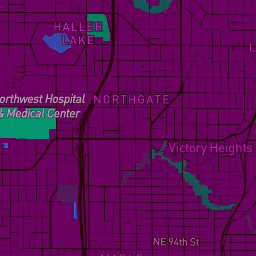 HALLER
LAKE
orthwest Hospital
& Medical Center
NORTHGATE
Victory Heights
NE 94th St